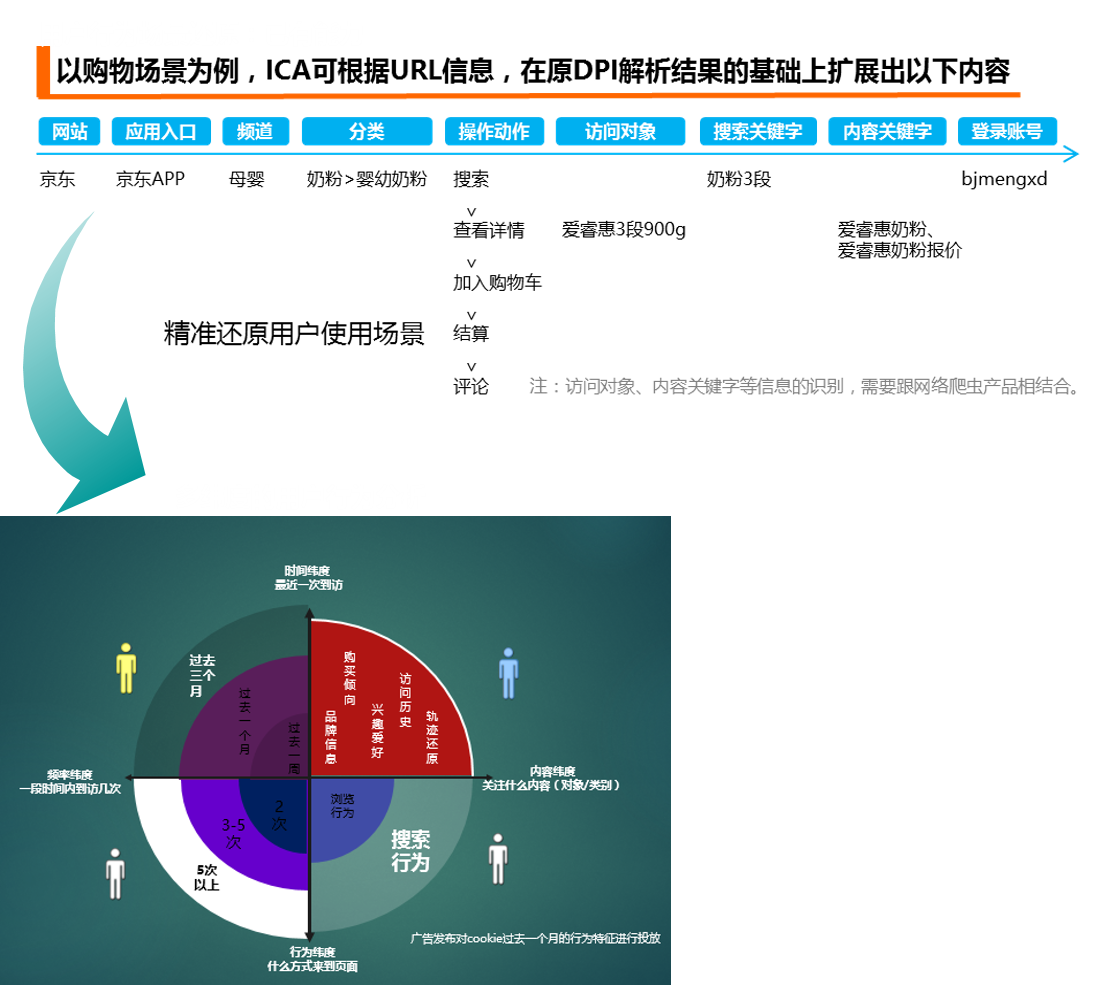 以购物场景为例，ICA可根据URL信息，在原DPI解析结果的基础上扩展出以下内容
网站 应用入口 频道 分类 操作动作 访问对象 搜索关键字 内容关键字 登录账号
京东 京东APP 母婴 奶粉>婴幼奶粉 搜索 奶粉3段 bjmengxd
查看详情 爱睿惠3段900g 爱睿惠奶粉、
爱睿惠奶粉报价
加入购物车
精准还原用户使用场景 结算
评论 注：访问对象、内容关键字等信息的识别，需要跟网络爬虫产品相结合。
时间纬度
最近一次到访
过去三个月
过去一个月
过去一周
购买倾向
访问历史
品牌信息
兴趣爱好
轨迹还原
频率纬度
一段时间内到访几次
内容纬度
关注什么内容（对象/类别）
2次
3-5次
5次
以上
浏览
行为
搜索
行为
广告发布对cookie过去一个月的行为特征进行投放
行为纬度
什么方式来到页面